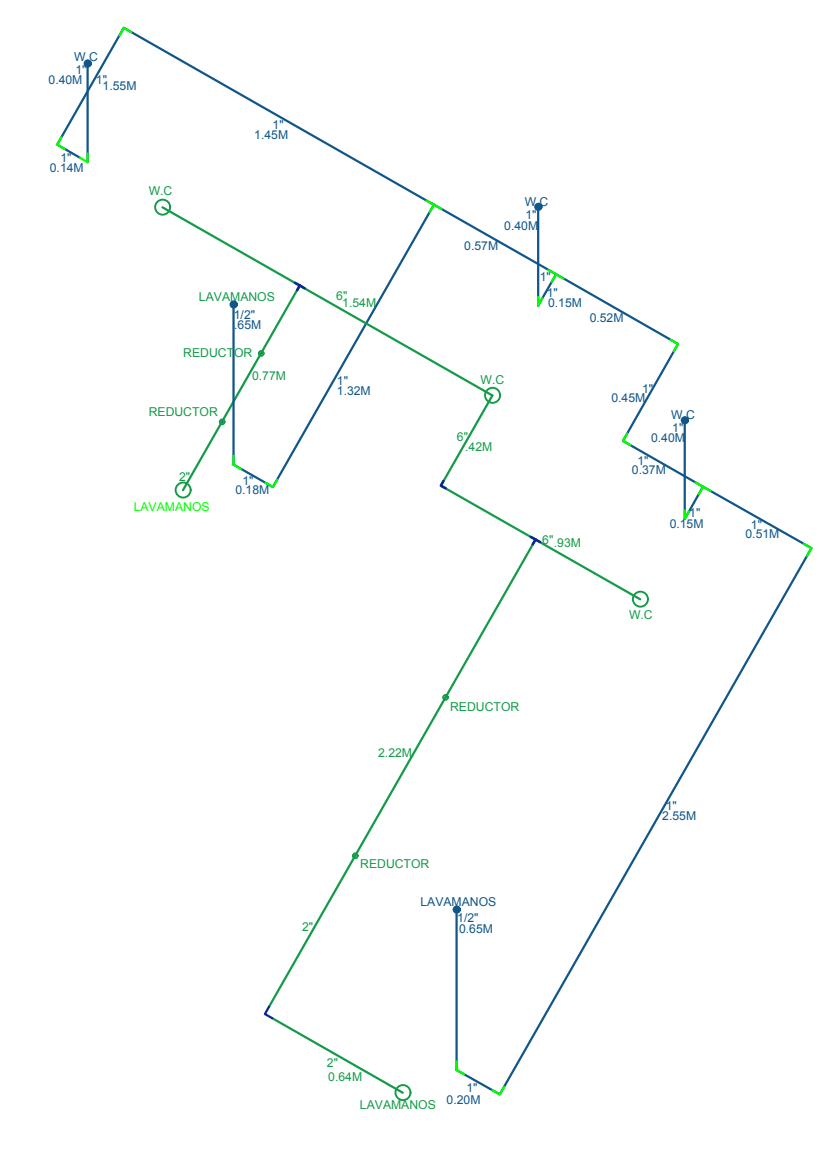 W.C
1"
0.40M
1"
1.55M
1"
0.14M
1"
1.45M
W.C
W.C
1"
0.40M
0.57M
1"
1"
0.15M
0.52M
LAVAMANOS
1/2"
.65M
6"
1.54M
REDUCTOR
0.77M
1"
1.32M
W.C
REDUCTOR
1"
0.45M
W.C
1"
0.40M
6"
.42M
2"
LAVAMANOS
1"
0.18M
1"
0.37M
1"
0.15M
1"
0.51M
6"
.93M
W.C
REDUCTOR
2.22M
1"
2.55M
REDUCTOR
LAVAMANOS
1/2"
0.65M
2"
2"
0.64M
1"
0.20M
LAVAMANOS